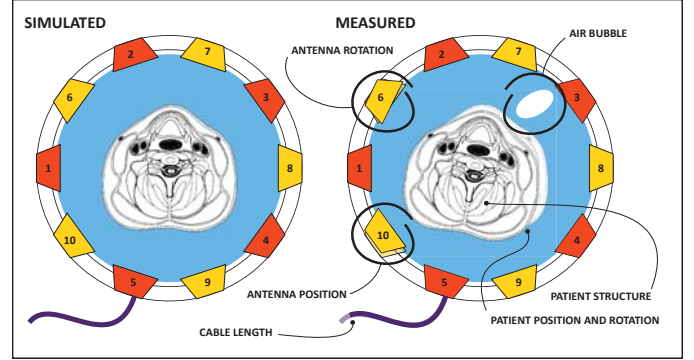 SIMULATED
MEASURED
ANTENNA ROTATION
AIR BUBBLE
2
7
6
3
1
8
10
4
5
9
2
7
6
3
1
8
10
4
5
9
ANTENNA POSITION
CABLE LENGTH
PATIENT STRUCTURE
PATIENT POSITION AND ROTATION